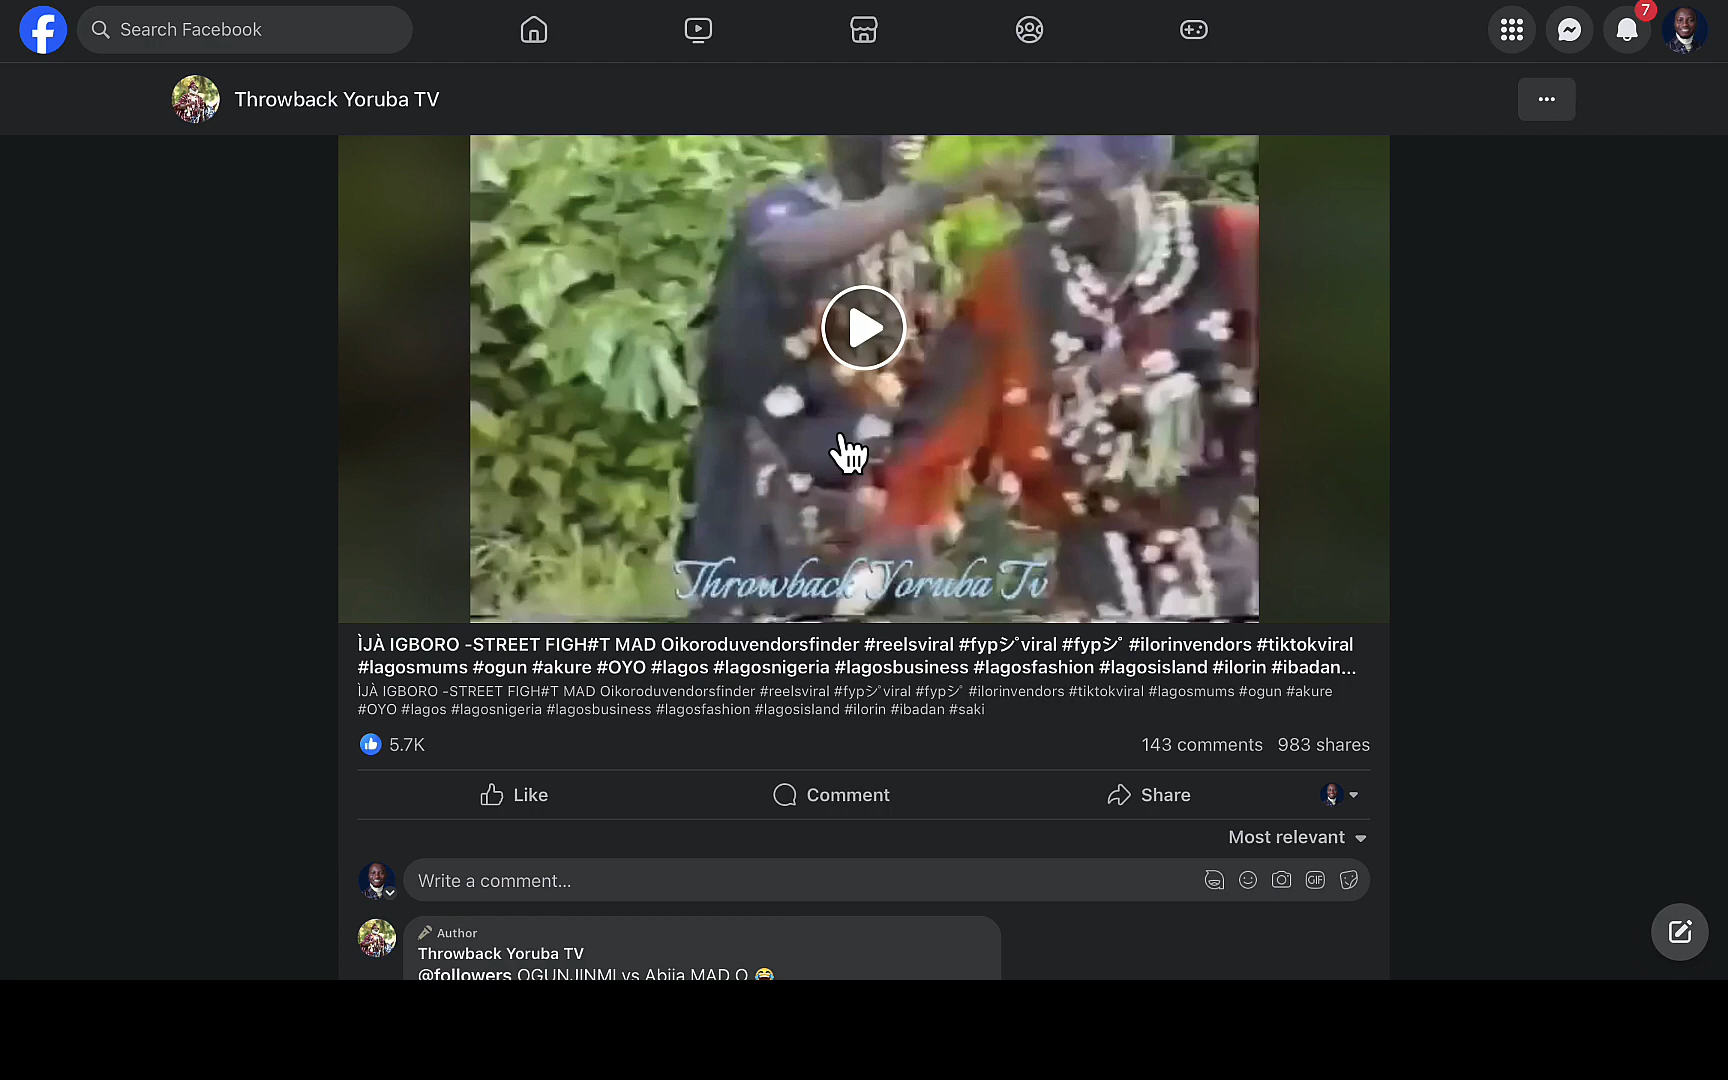 Search Facebook
7
Throwback Yoruba TV
Throwback Yoruba Tv
ÌJÀ IGBORO -STREET FIGH#T MAD Oikoroduvendorsfinder #reelsviral #fypシ゚viral #fypシ゚ #ilorinvendors #tiktokviral
#lagosmums #ogun #akure #OYO #lagos #lagosnigeria #lagosbusiness #lagosfashion #lagosisland #ilorin #ibadan...
ÌJÀ IGBORO -STREET FIGH#T MAD Oikoroduvendorsfinder #reelsviral #fypシ゚viral #fypシ゚ #ilorinvendors #tiktokviral #lagosmums #ogun #akure
#OYO #lagos #lagosnigeria #lagosbusiness #lagosfashion #lagosisland #ilorin #ibadan #saki
5.7K
143 comments 983 shares
Like Comment Share
Most relevant
Write a comment...
GIF
Author
Throwback Yoruba TV
@followers OGUNJINMI vs Abija MAD O 😂